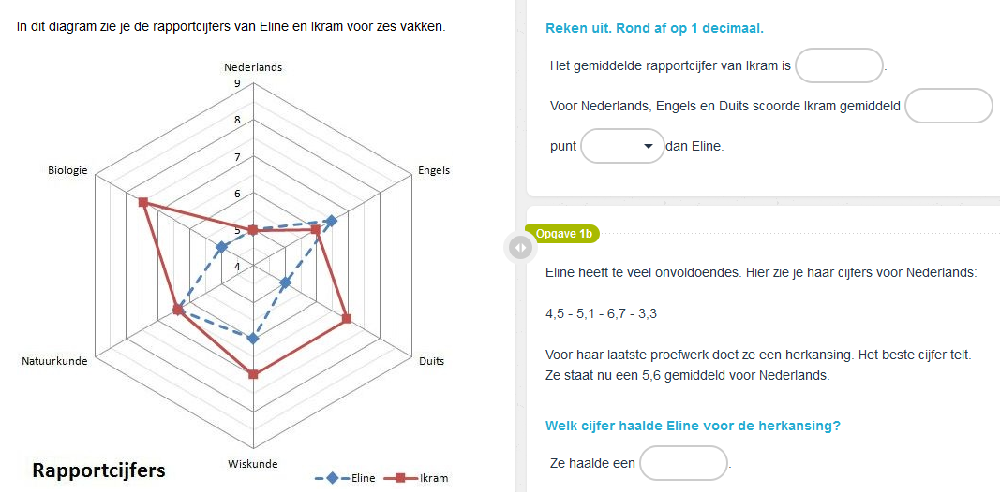 In dit diagram zie je de rapportcijfers van Eline en Ikram voor zes vakken.
Nederlands
9
8
7
6
5
4
Biologie
Engels
Natuurkunde
Duits
Wiskunde
Rapportcijfers
Eline
Ikram
Reken uit. Rond af op 1 decimaal.
Het gemiddelde rapportcijfer van Ikram is .
Voor Nederlands, Engels en Duits scoorde Ikram gemiddeld
punt dan Eline.
Opgave 1b
Eline heeft te veel onvoldoendes. Hier zie je haar cijfers voor Nederlands:
4,5 - 5,1 - 6,7 - 3,3
Voor haar laatste proefwerk doet ze een herkansing. Het beste cijfer telt.
Ze staat nu een 5,6 gemiddeld voor Nederlands.
Welk cijfer haalde Eline voor de herkansing?
Ze haalde een .